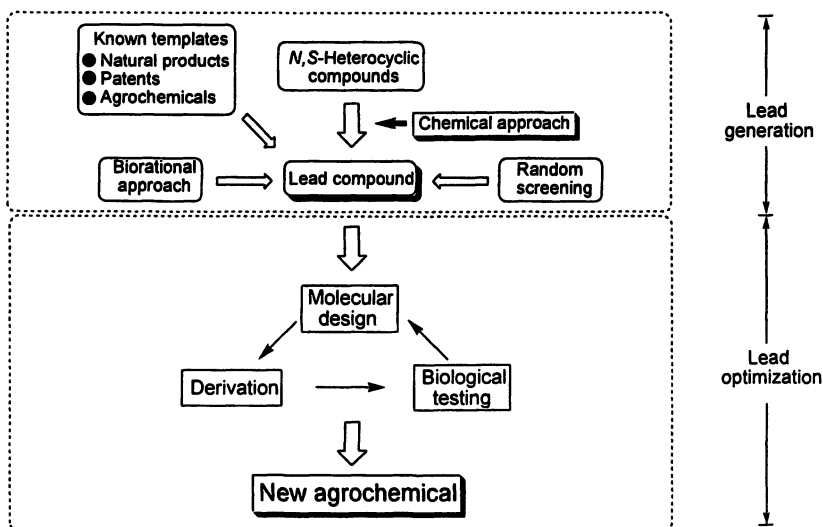 Known templates
● Natural products
● Patents
● Agrochemicals
N,S-Heterocyclic
compounds
Chemical approach
Lead
generation
Biorational
approach
Lead compound
Random
screening
Molecular
design
Derivation
Biological
testing
Lead
optimization
New agrochemical